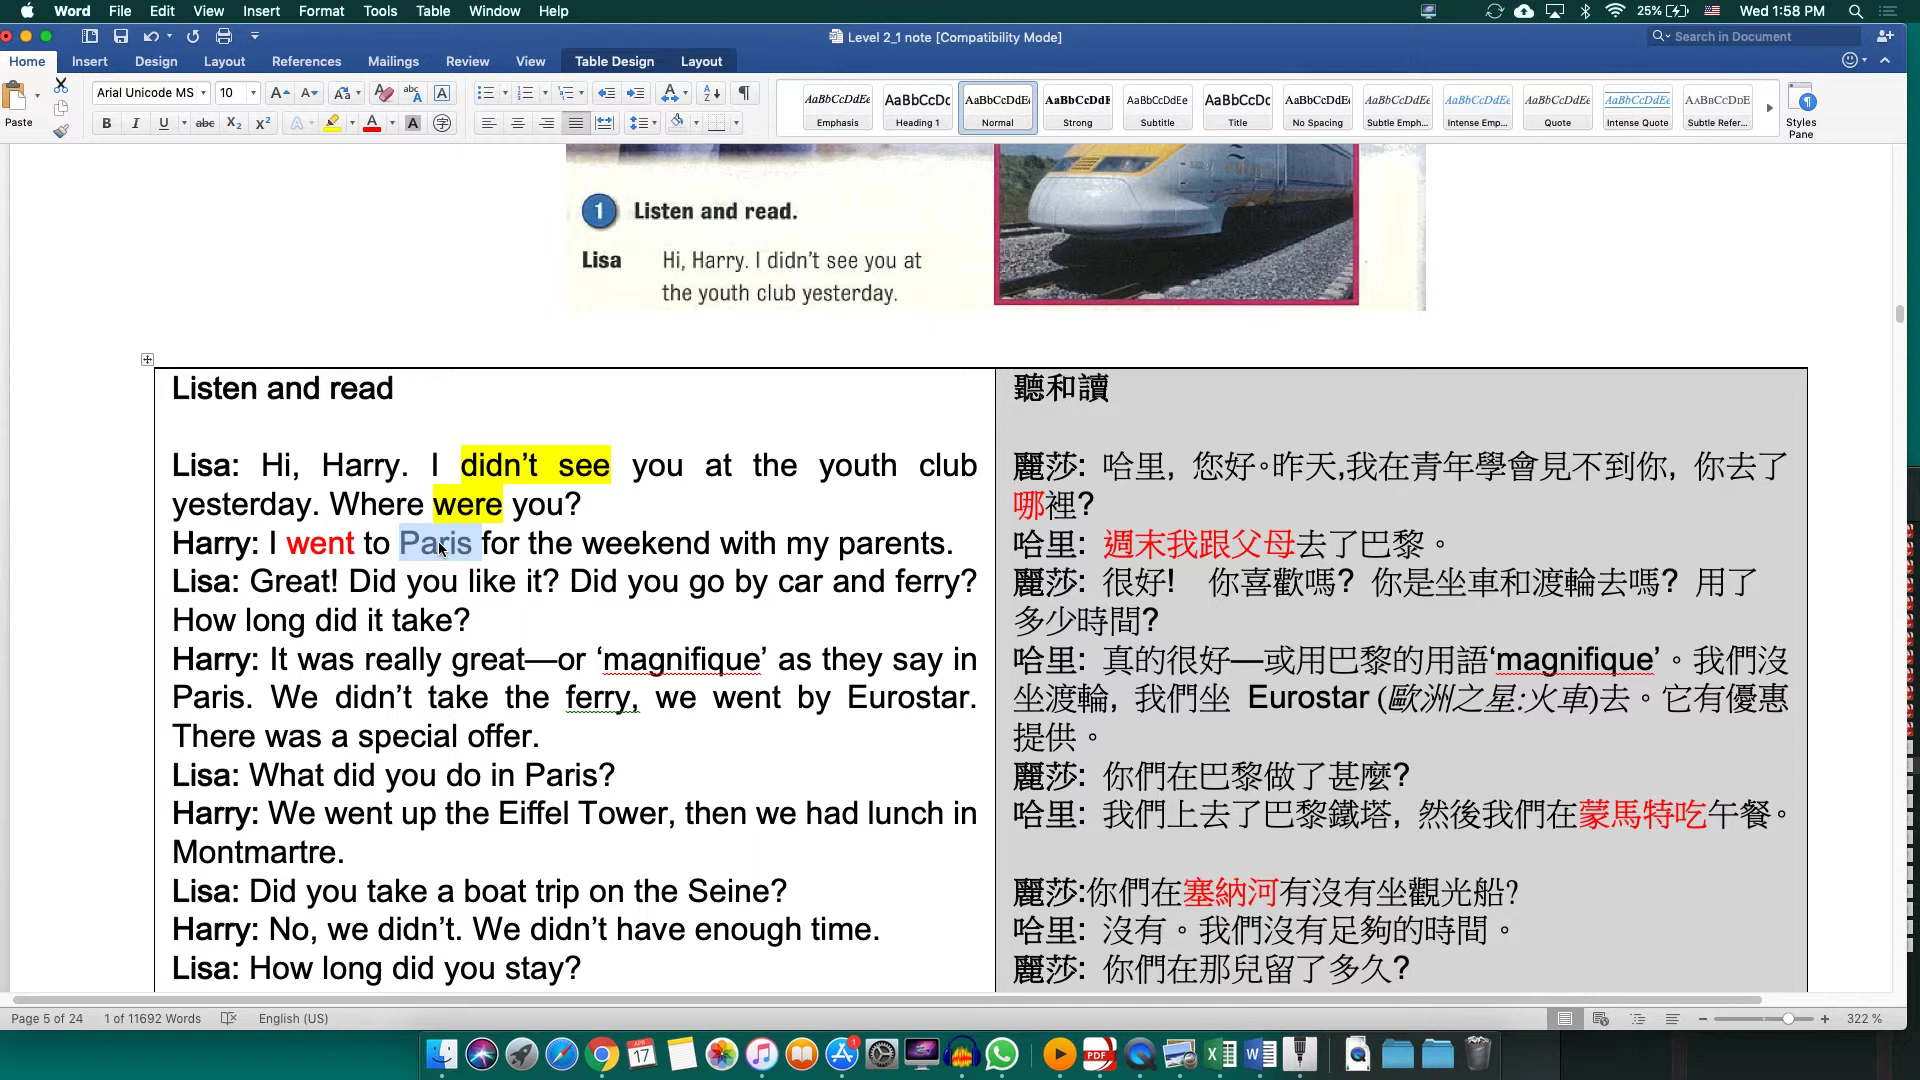 Word File Edit View Insert Format Tools Table Window Help 25% Wed 1:58 PM
Level 2_1 note [Compatibility Mode] Search in Document
Home Insert Design Layout References Mailings Review View Table Design Layout
Paste Arial Unicode MS 10
AaBbCcDdEe AaBbCcDc AaBbCcDdEe AaBbCcDdE AaBbCcDdEe AaBbCcDc AaBbCcDdEe AaBbCcDdEe AaBbCcDdEe AaBbCcDdEe AaBbCcDdEe AaBbCcDdE
Emphasis Heading 1 Normal Strong Subtitle Title No Spacing Subtle Emph... Intense Emp... Quote Intense Quote Subtle Refer... Styles Pane
1 Listen and read.
Lisa Hi, Harry. I didn't see you at
the youth club yesterday.
Listen and read
Lisa: Hi, Harry. I didn’t see you at the youth club
yesterday. Where were you?
Harry: I went to Paris for the weekend with my parents.
Lisa: Great! Did you like it? Did you go by car and ferry?
How long did it take?
Harry: It was really great—or ‘magnifique’ as they say in
Paris. We didn’t take the ferry, we went by Eurostar.
There was a special offer.
Lisa: What did you do in Paris?
Harry: We went up the Eiffel Tower, then we had lunch in
Montmartre.
Lisa: Did you take a boat trip on the Seine?
Harry: No, we didn’t. We didn’t have enough time.
Lisa: How long did you stay?
聽和讀
麗莎: 哈里, 您好。昨天,我在青年學會見不到你, 你去了
哪裡?
哈里: 週末我跟父母去了巴黎。
麗莎: 很好! 你喜歡嗎? 你是坐車和渡輪去嗎? 用了
多少時間?
哈里: 真的很好—或用巴黎的用語‘magnifique’。我們沒
坐渡輪, 我們坐 Eurostar (歐洲之星:火車)去。它有優惠
提供。
麗莎: 你們在巴黎做了甚麼?
哈里: 我們上去了巴黎鐵塔, 然後我們在蒙馬特吃午餐。
麗莎:你們在塞納河有沒有坐觀光船?
哈里: 沒有。我們沒有足夠的時間。
麗莎: 你們在那兒留了多久?
Page 5 of 24 1 of 11692 Words English (US) 322 %
APR 17
PDF